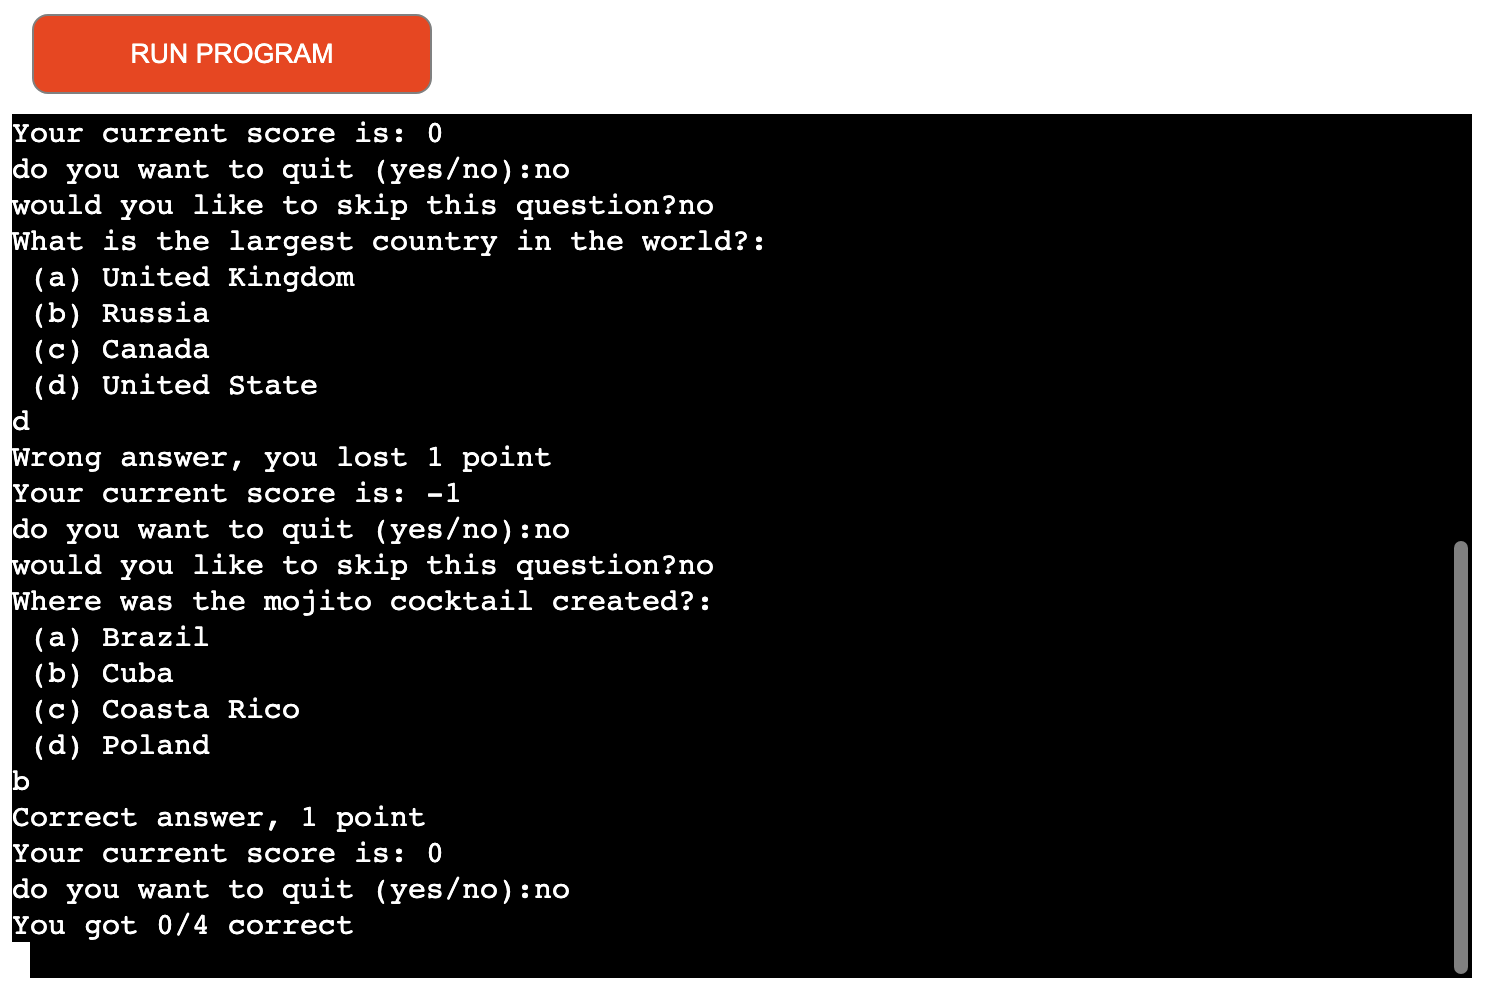 RUN PROGRAM
Your current score is: 0
do you want to quit (yes/no):no
would you like to skip this question?no
What is the largest country in the world?:
 (a) United Kingdom
 (b) Russia
 (c) Canada
 (d) United State
d
Wrong answer, you lost 1 point
Your current score is: -1
do you want to quit (yes/no):no
would you like to skip this question?no
Where was the mojito cocktail created?:
 (a) Brazil
 (b) Cuba
 (c) Coasta Rico
 (d) Poland
b
Correct answer, 1 point
Your current score is: 0
do you want to quit (yes/no):no
You got 0/4 correct